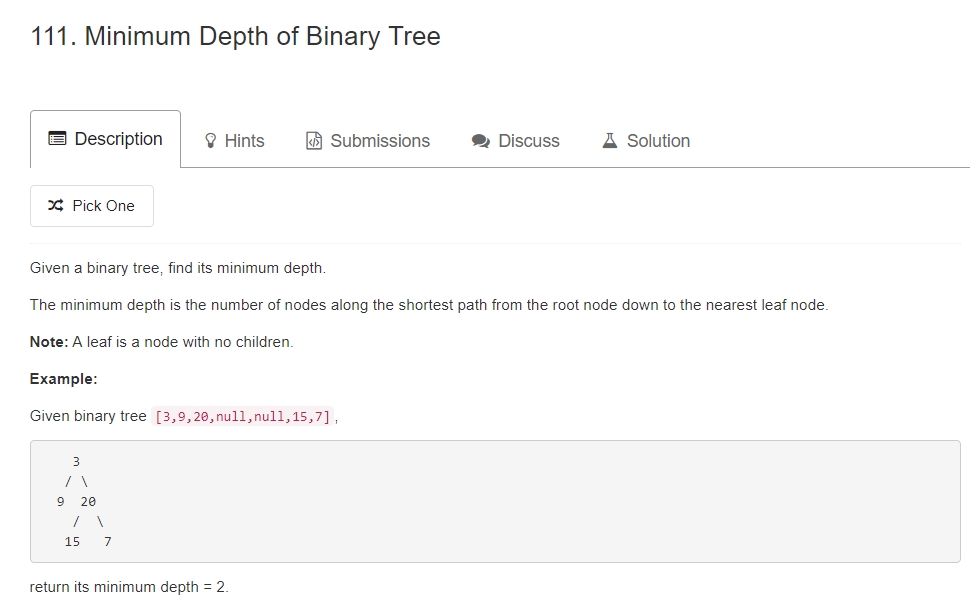 111. Minimum Depth of Binary Tree
Description Hints Submissions Discuss Solution
Pick One
Given a binary tree, find its minimum depth.
The minimum depth is the number of nodes along the shortest path from the root node down to the nearest leaf node.
Note: A leaf is a node with no children.
Example:
Given binary tree [3,9,20,null,null,15,7],
    3
   / \
  9  20
    /  \
   15   7
return its minimum depth = 2.